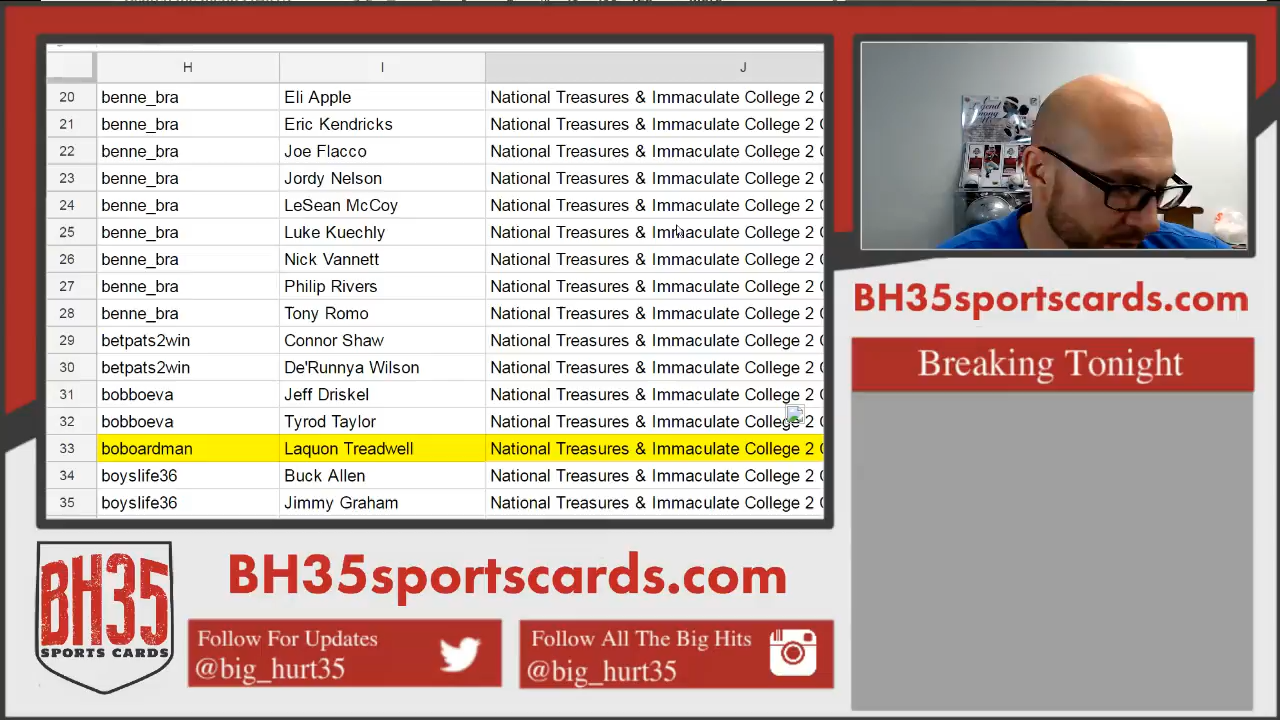 H I J
20 benne_bra Eli Apple National Treasures & Immaculate College 2
21 benne_bra Eric Kendricks National Treasures & Immaculate College 2
22 benne_bra Joe Flacco National Treasures & Immaculate College 2
23 benne_bra Jordy Nelson National Treasures & Immaculate College 2
24 benne_bra LeSean McCoy National Treasures & Immaculate College 2
25 benne_bra Luke Kuechly National Treasures & Immaculate College 2
26 benne_bra Nick Vannett National Treasures & Immaculate College 2
27 benne_bra Philip Rivers National Treasures & Immaculate College 2
28 benne_bra Tony Romo National Treasures & Immaculate College 2
29 betpats2win Connor Shaw National Treasures & Immaculate College 2
30 betpats2win De'Runnya Wilson National Treasures & Immaculate College 2
31 bobboeva Jeff Driskel National Treasures & Immaculate College 2
32 bobboeva Tyrod Taylor National Treasures & Immaculate College 2
33 boboardman Laquon Treadwell National Treasures & Immaculate College 2
34 boyslife36 Buck Allen National Treasures & Immaculate College 2
35 boyslife36 Jimmy Graham National Treasures & Immaculate College 2
BH35sportscards.com
Breaking Tonight
BH35
SPORTS CARDS
BH35sportscards.com
Follow For Updates
@big_hurt35
Follow All The Big Hits
@big_hurt35